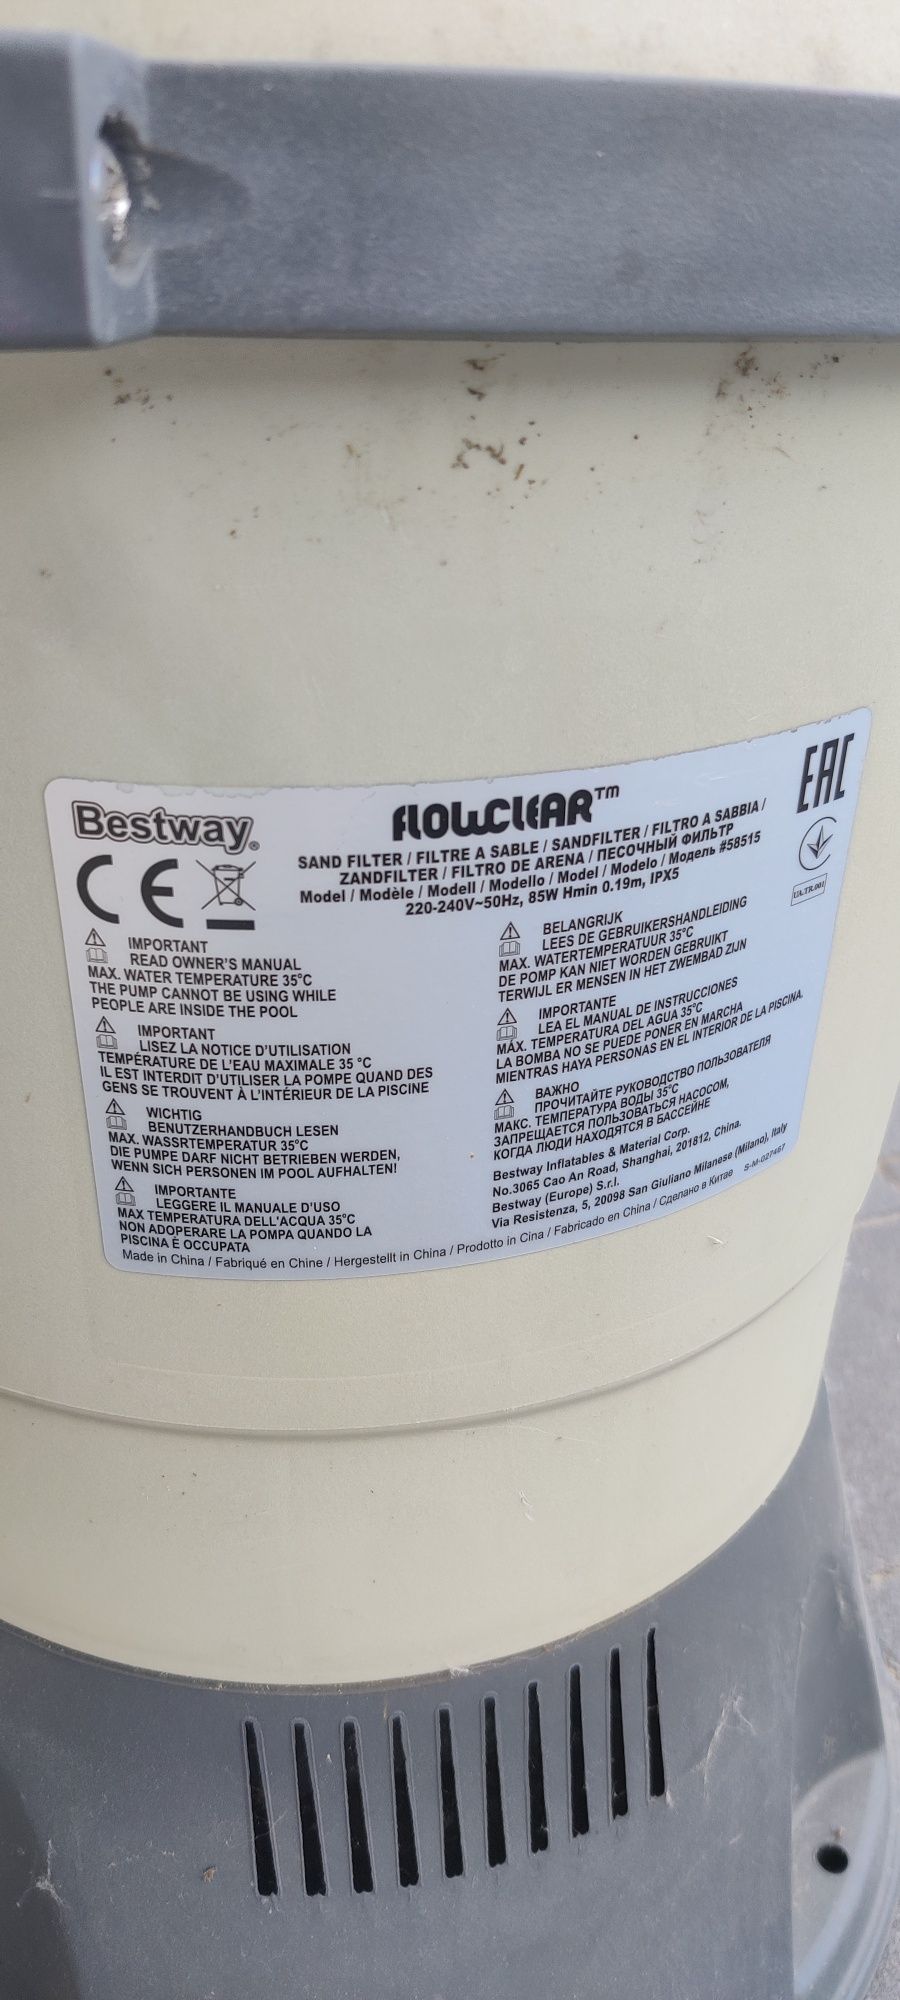 Bestway®
FLOWCLEAR™
EAC
SAND FILTER / FILTRE A SABLE / SANDFILTER / FILTRO A SABBIA /
ZANDFILTER / FILTRO DE ARENA / ПЕСОЧНЫЙ ФИЛЬТР
Model / Modèle / Modell / Modello / Model / Modelo / Модель #58515
220-240V~50Hz, 85W Hmin 0.19m, IPX5
CE
UA.TR.001
IMPORTANT
READ OWNER'S MANUAL
MAX. WATER TEMPERATURE 35°C
THE PUMP CANNOT BE USING WHILE
PEOPLE ARE INSIDE THE POOL
IMPORTANT
LISEZ LA NOTICE D'UTILISATION
TEMPÉRATURE DE L'EAU MAXIMALE 35 °C
IL EST INTERDIT D'UTILISER LA POMPE QUAND DES
GENS SE TROUVENT À L'INTÉRIEUR DE LA PISCINE
WICHTIG
BENUTZERHANDBUCH LESEN
MAX. WASSRTEMPERATUR 35°C
DIE PUMPE DARF NICHT BETRIEBEN WERDEN,
WENN SICH PERSONEN IM POOL AUFHALTEN!
IMPORTANTE
LEGGERE IL MANUALE D'USO
MAX TEMPERATURA DELL'ACQUA 35°C
NON ADOPERARE LA POMPA QUANDO LA
PISCINA È OCCUPATA
BELANGRIJK
LEES DE GEBRUIKERSHANDLEIDING
MAX. WATERTEMPERATUUR 35°C
DE POMP KAN NIET WORDEN GEBRUIKT
TERWIJL ER MENSEN IN HET ZWEMBAD ZIJN
IMPORTANTE
LEA EL MANUAL DE INSTRUCCIONES
MÁX. TEMPERATURA DEL AGUA 35°C
LA BOMBA NO SE PUEDE PONER EN MARCHA
MIENTRAS HAYA PERSONAS EN EL INTERIOR DE LA PISCINA.
ВАЖНО
ПРОЧИТАЙТЕ РУКОВОДСТВО ПОЛЬЗОВАТЕЛЯ
МАКС. ТЕМПЕРАТУРА ВОДЫ 35°C
ЗАПРЕЩАЕТСЯ ПОЛЬЗОВАТЬСЯ НАСОСОМ,
КОГДА ЛЮДИ НАХОДЯТСЯ В БАССЕЙНЕ
Bestway Inflatables & Material Corp.
No.3065 Cao An Road, Shanghai, 201812, China.
Bestway (Europe) S.r.l.
Via Resistenza, 5, 20098 San Giuliano Milanese (Milano), Italy
Made in China / Fabriqué en Chine / Hergestellt in China / Prodotto in Cina / Fabricado en China / Сделано в Китае S-M-027467